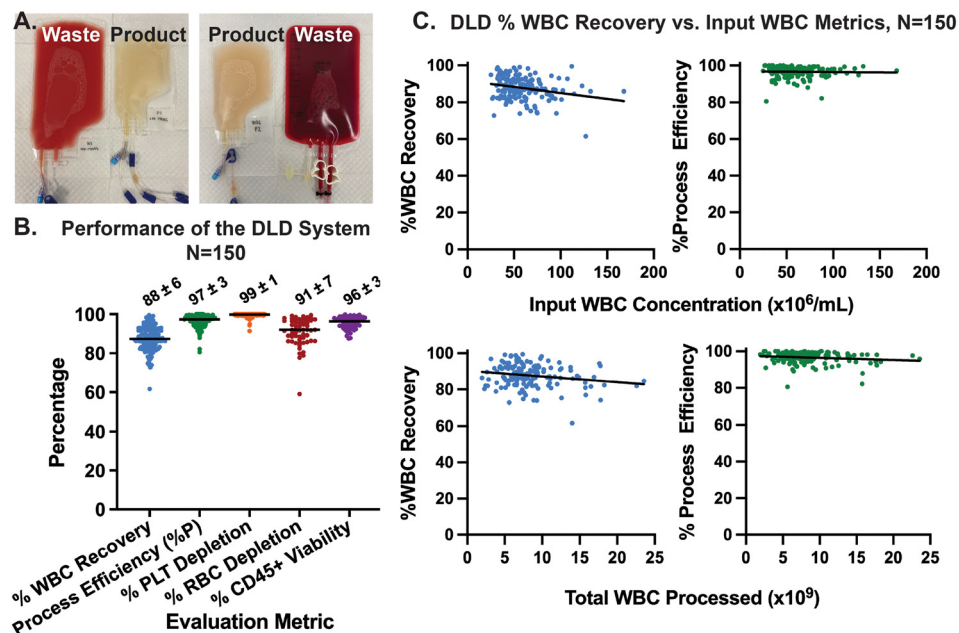 A.
Waste
Product
Product
Waste
B. Performance of the DLD System
N=150
88 ± 6
97 ± 3
99 ± 1
91 ± 7
96 ± 3
100
80
60
40
20
0
Percentage
% WBC Recovery
Process Efficiency (%P)
% PLT Depletion
% RBC Depletion
% CD45+ Viability
Evaluation Metric
C. DLD % WBC Recovery vs. Input WBC Metrics, N=150
%WBC Recovery
100
80
60
40
20
0
0 50 100 150 200
%Process Efficiency
100
80
60
40
20
0
0 50 100 150 200
Input WBC Concentration (x10⁶/mL)
%WBC Recovery
100
80
60
40
20
0
0 5 10 15 20 25
% Process Efficiency
100
80
60
40
20
0
0 5 10 15 20 25
Total WBC Processed (x10⁹)